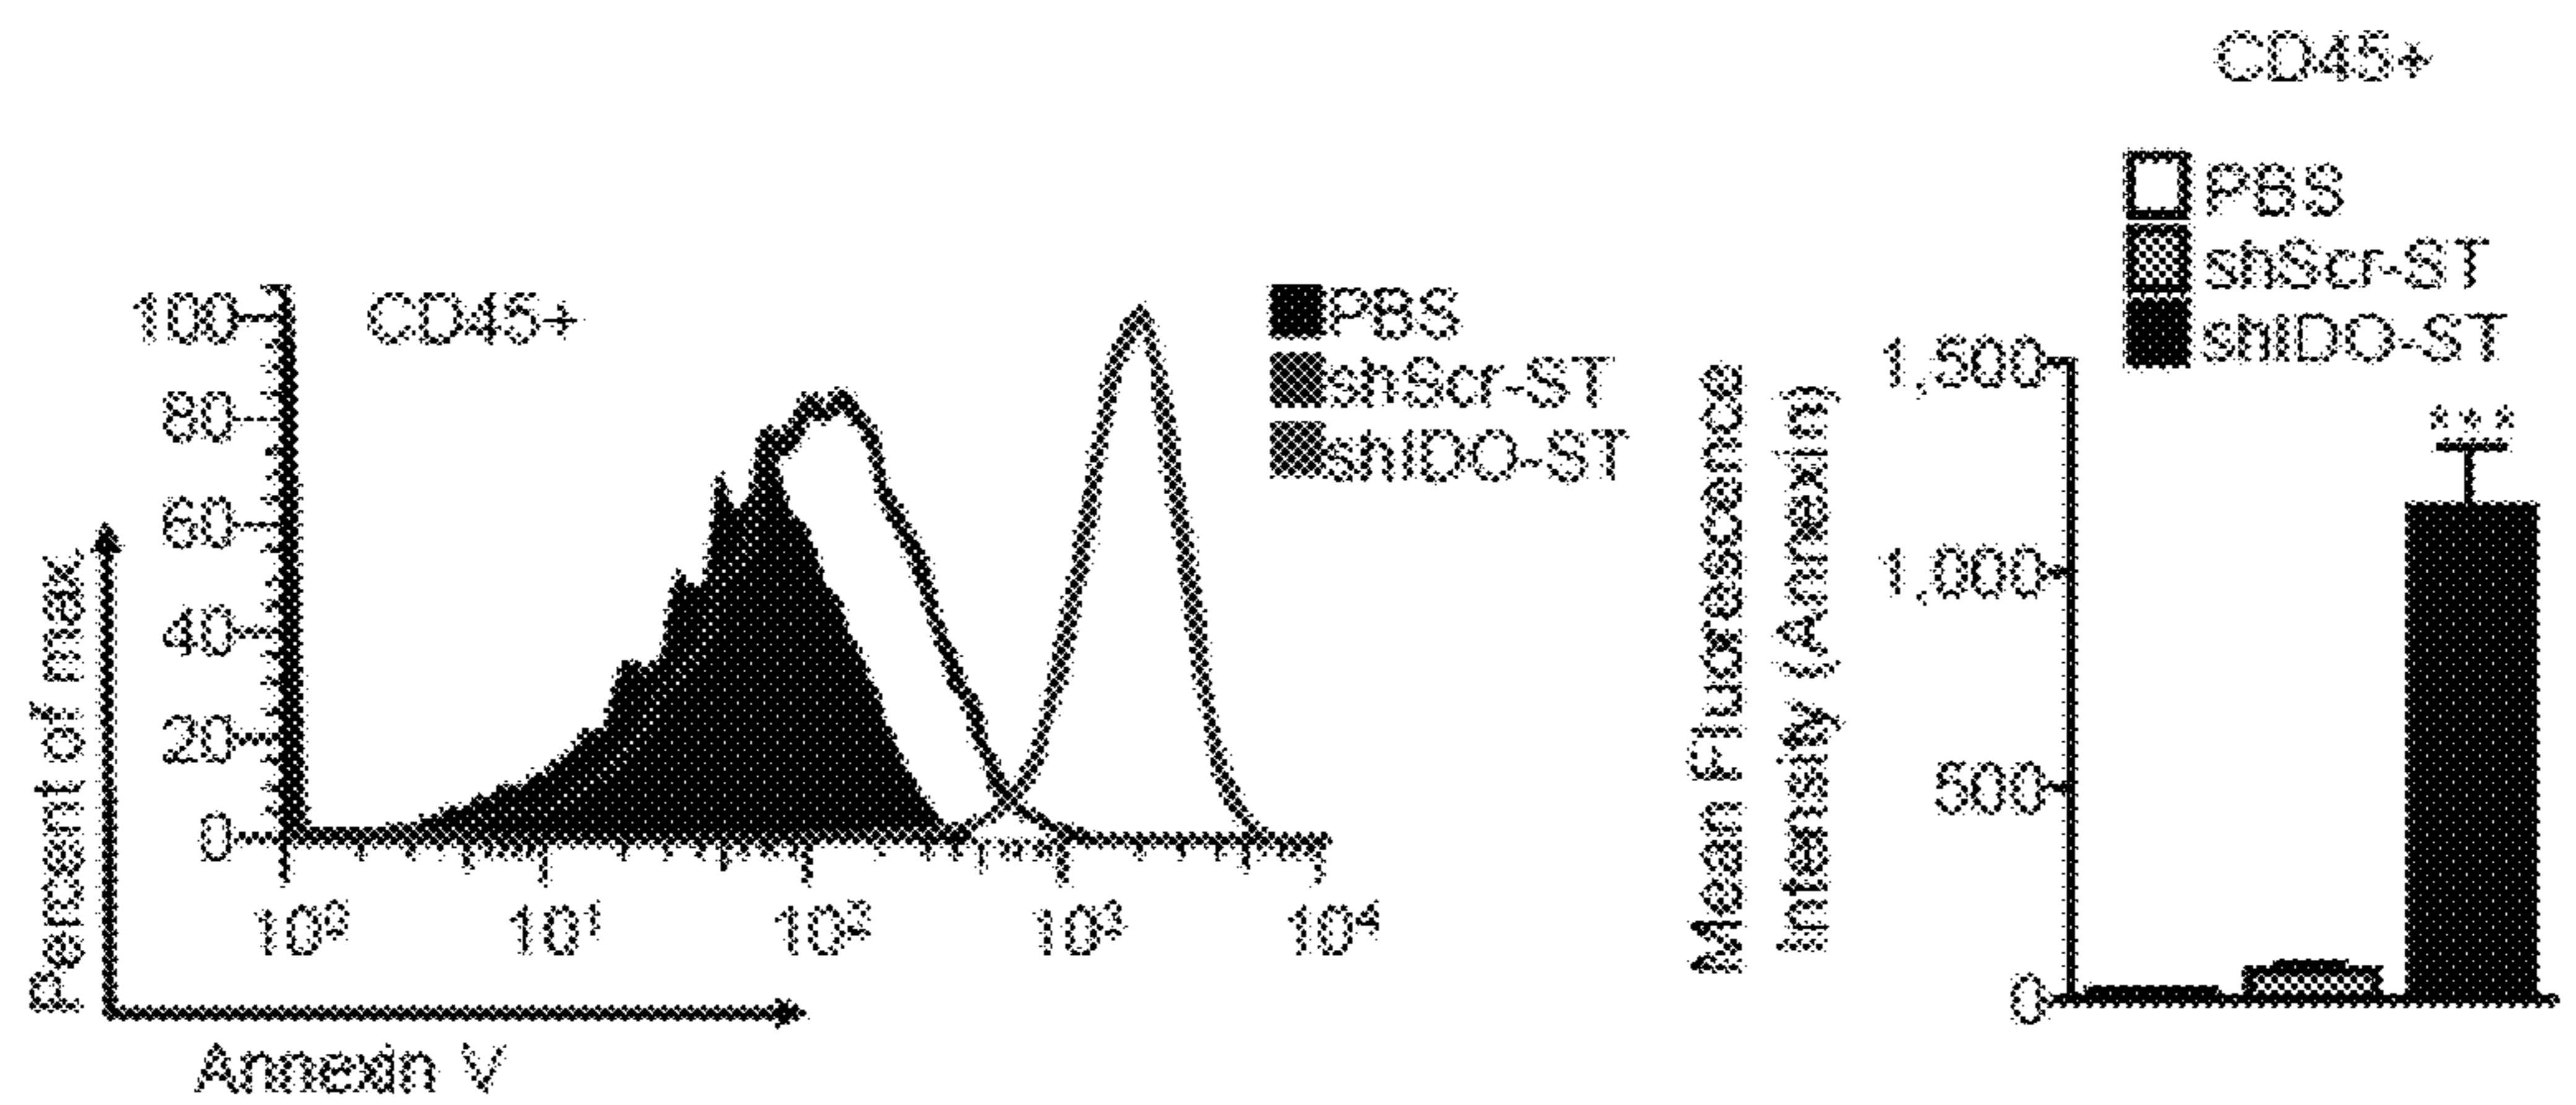 CD45+
PBS
shScr-ST
shIDO-ST
100
80
60
40
20
0
CD45+
PBS
shScr-ST
shIDO-ST
Percent of max.
10⁰ 10¹ 10² 10³ 10⁴
Annexin V
Mean Fluorescence
Intensity (Annexin)
1,500
1,000
500
0
***